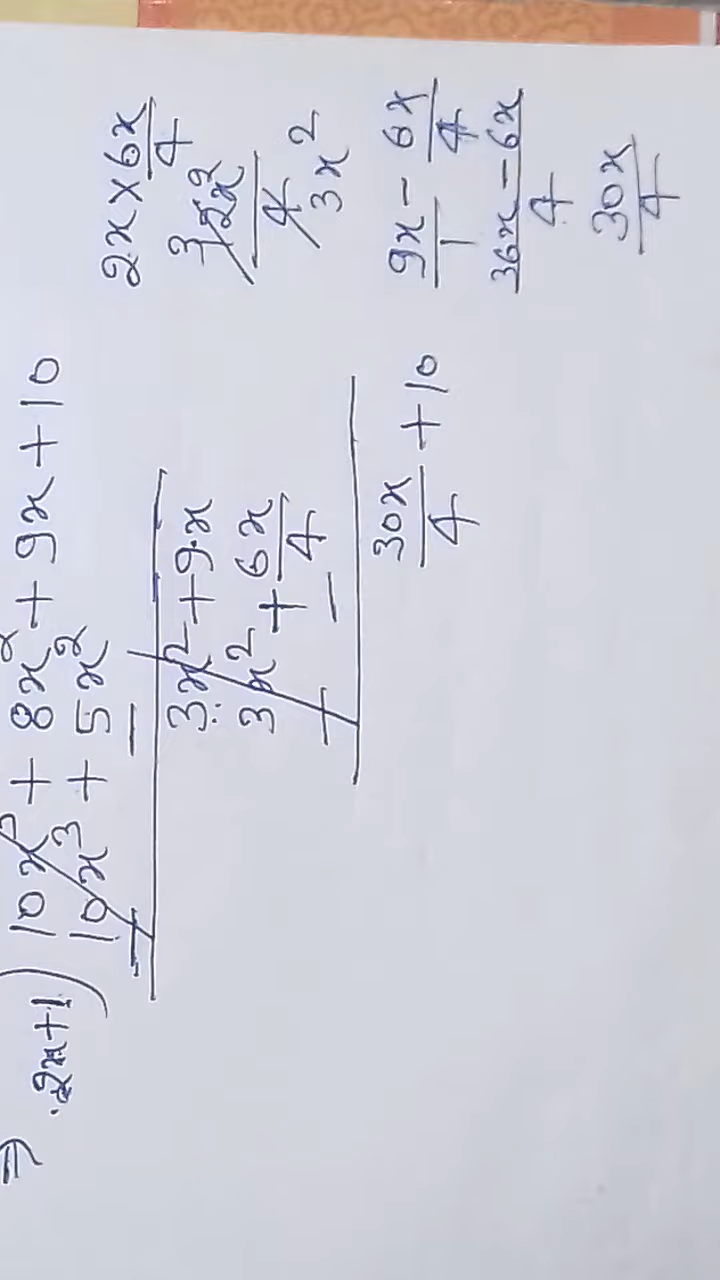 ⇒ 2x+1) 10x³ + 8x² + 9x + 10
10x³ + 5x²
− −
3x² + 9x
3x² + 6x/4
− −
30x/4 + 10
2x × 6x/4
12x²/4
3
3x²
9x/1 − 6x/4
36x − 6x/4
30x/4